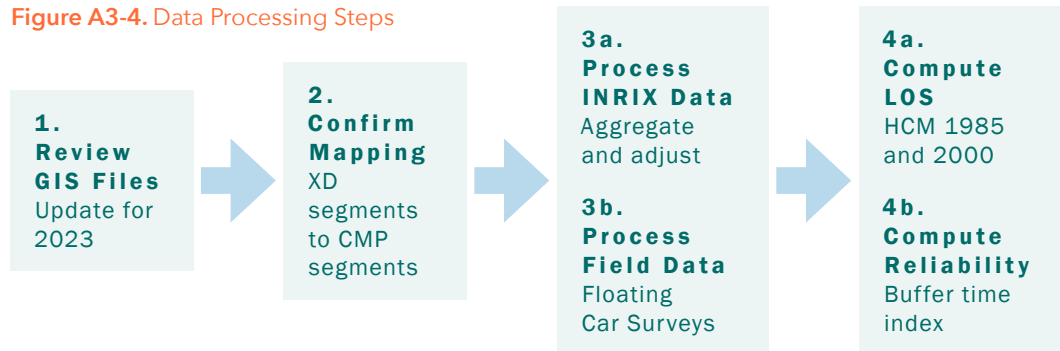 Figure A3-4. Data Processing Steps
1.
Review
GIS Files
Update for
2023
2.
Confirm
Mapping
XD
segments
to CMP
segments
3a.
Process
INRIX Data
Aggregate
and adjust
3b.
Process
Field Data
Floating
Car Surveys
4a.
Compute
LOS
HCM 1985
and 2000
4b.
Compute
Reliability
Buffer time
index